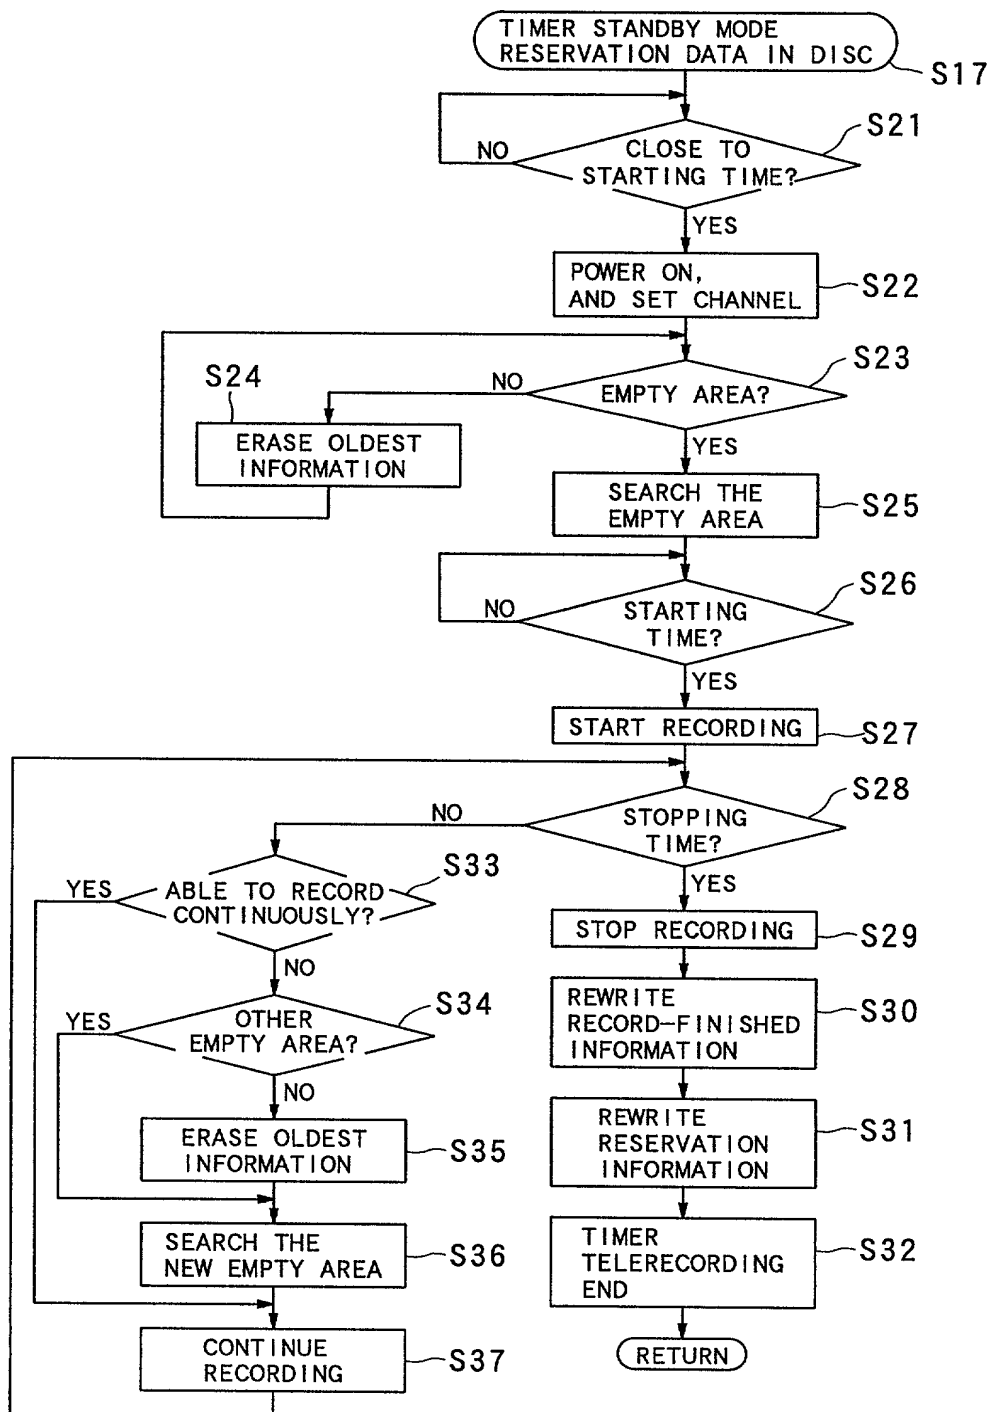 TIMER STANDBY MODE
RESERVATION DATA IN DISC
S17
S21
CLOSE TO
STARTING TIME?
NO
YES
POWER ON,
AND SET CHANNEL
S22
S23
EMPTY AREA?
NO
S24
ERASE OLDEST
INFORMATION
YES
SEARCH THE
EMPTY AREA
S25
S26
STARTING
TIME?
NO
YES
START RECORDING
S27
S28
STOPPING
TIME?
NO
YES
S33
ABLE TO RECORD
CONTINUOUSLY?
YES
NO
S34
OTHER
EMPTY AREA?
YES
NO
ERASE OLDEST
INFORMATION
S35
SEARCH THE
NEW EMPTY AREA
S36
CONTINUE
RECORDING
S37
STOP RECORDING
S29
REWRITE
RECORD-FINISHED
INFORMATION
S30
REWRITE
RESERVATION
INFORMATION
S31
TIMER
TELERECORDING
END
S32
RETURN